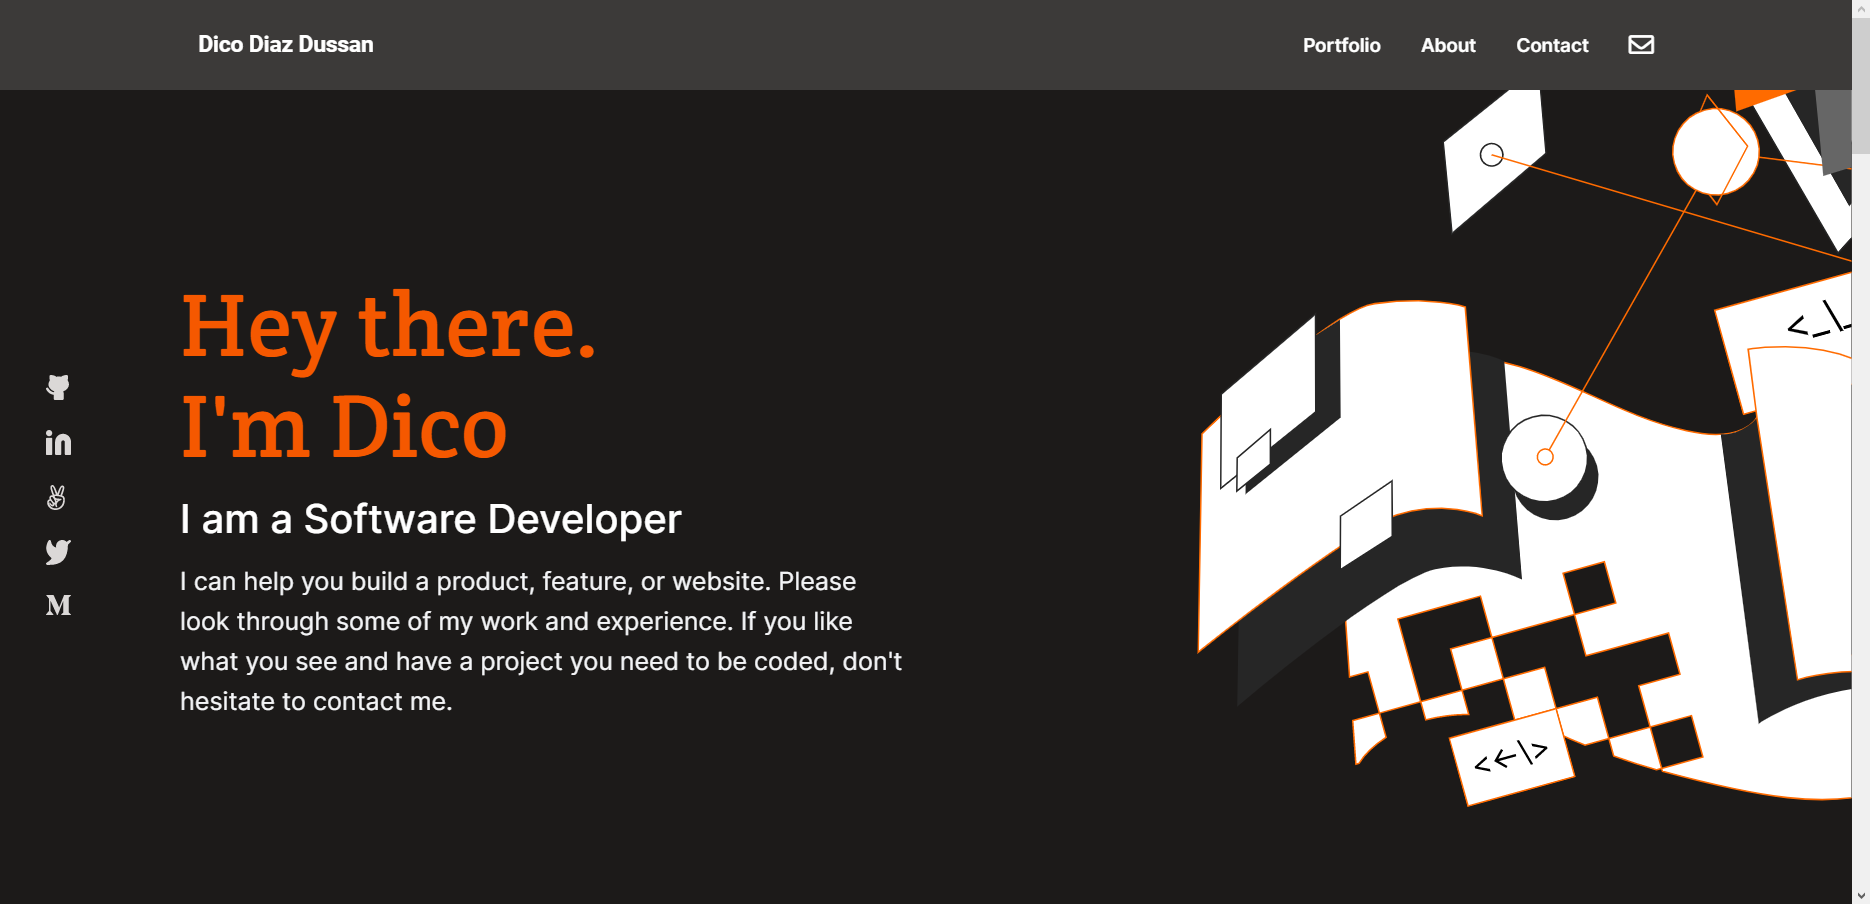 Dico Diaz Dussan
Portfolio
About
Contact
Hey there.
I'm Dico
I am a Software Developer
I can help you build a product, feature, or website. Please
look through some of my work and experience. If you like
what you see and have a project you need to be coded, don't
hesitate to contact me.
<_\_
<←\>